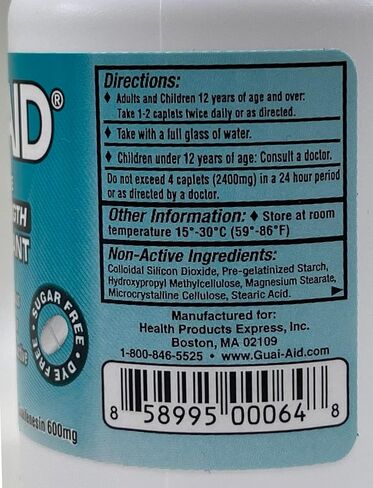 AID®
Directions:
♦ Adults and Children 12 years of age and over:
Take 1-2 caplets twice daily or as directed.
♦ Take with a full glass of water.
♦ Children under 12 years of age: Consult a doctor.
Do not exceed 4 caplets (2400mg) in a 24 hour period
or as directed by a doctor.
Other Information: ♦ Store at room
temperature 15°-30°C (59°-86°F)
Non-Active Ingredients:
Colloidal Silicon Dioxide, Pre-gelatinized Starch,
Hydroxypropyl Methylcellulose, Magnesium Stearate,
Microcrystalline Cellulose, Stearic Acid.
SUGAR FREE • DYE FREE •
600mg
Manufactured for:
Health Products Express, Inc.
Boston, MA 02109
1-800-846-5525 • www.Guai-Aid.com
8 58995 00064 8